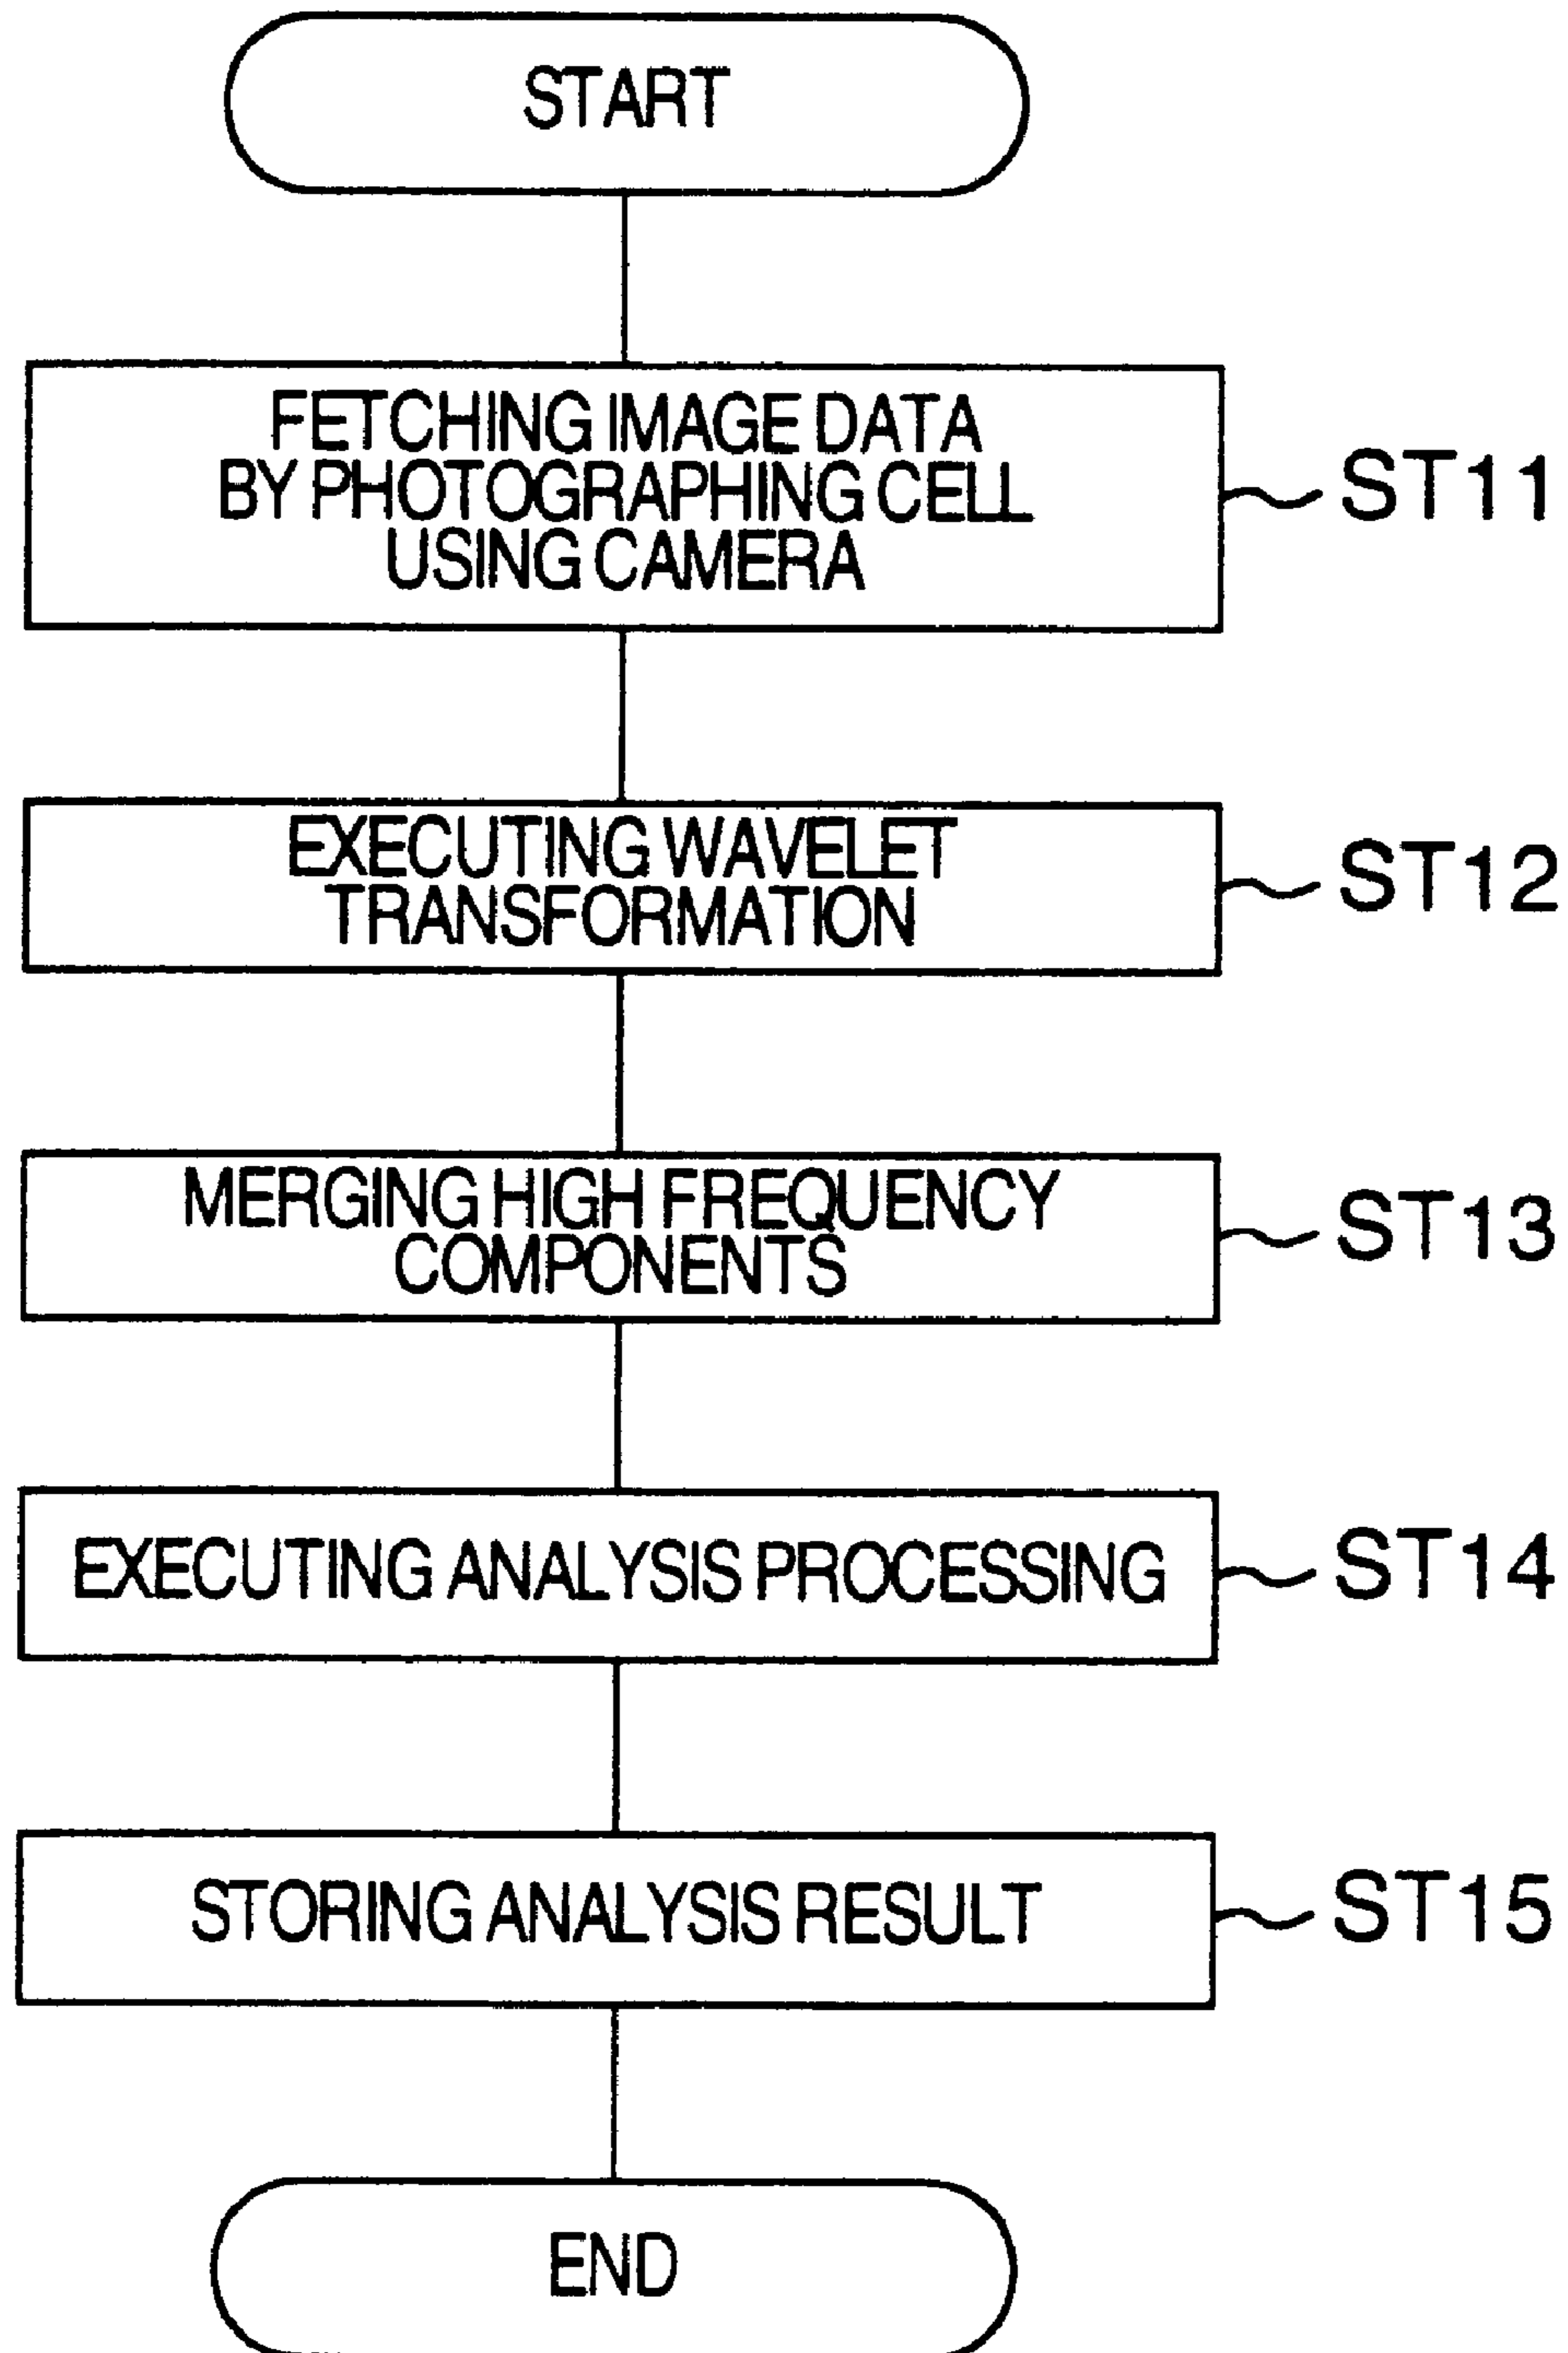 START
FETCHING IMAGE DATA
BY PHOTOGRAPHING CELL
USING CAMERA
ST11
EXECUTING WAVELET
TRANSFORMATION
ST12
MERGING HIGH FREQUENCY
COMPONENTS
ST13
EXECUTING ANALYSIS PROCESSING
ST14
STORING ANALYSIS RESULT
ST15
END